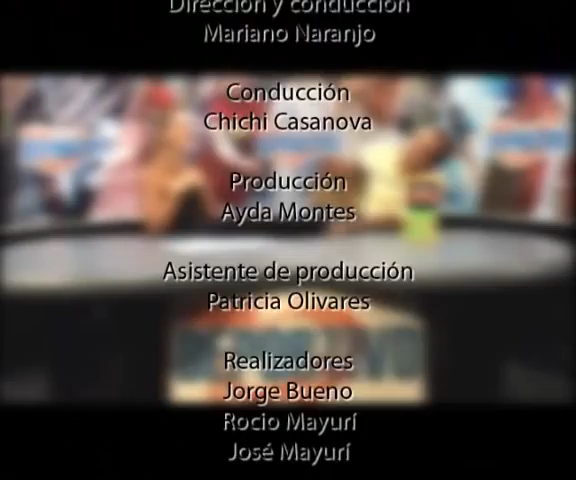 Dirección y conducción
Mariano Naranjo
Conducción
Chichi Casanova
Producción
Ayda Montes
Asistente de producción
Patricia Olivares
Realizadores
Jorge Bueno
Rocio Mayurí
José Mayurí